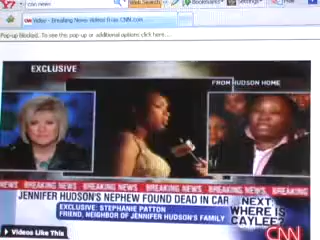 cnn news
Web Search
Bookmarks
Settings
Video - Breaking News Videos from CNN.com
Pop-up blocked. To see this pop-up or additional options click here...
EXCLUSIVE
FROM HUDSON HOME
NEWS BREAKING NEWS BREAKING NEWS BREAKING NEWS BREAKING NEWS
JENNIFER HUDSON'S NEPHEW FOUND DEAD IN CAR
EXCLUSIVE: STEPHANIE PATTON
FRIEND, NEIGHBOR OF JENNIFER HUDSON'S FAMILY
NEXT
WHERE IS
CAYLEE?
Videos Like This
CNN